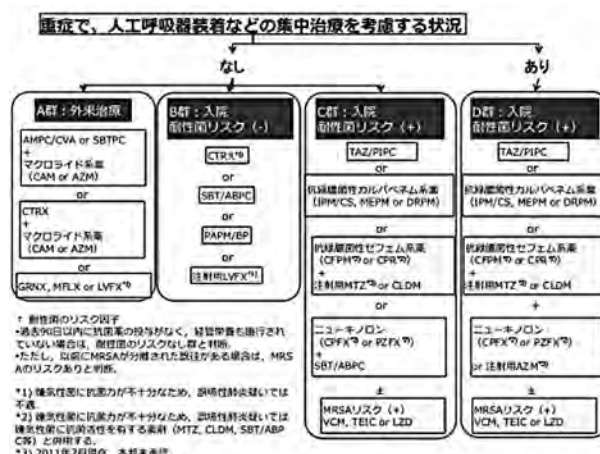 重症で、人工呼吸器装着などの集中治療を考慮する状況
なし
あり
A群：外来治療
AMPC/CVA or SBTPC
+
マクロライド系薬
(CAM or AZM)
or
CTRX
+
マクロライド系薬
(CAM or AZM)
or
GRNX, MFLX or LVFX
B群：入院
耐性菌リスク (-)
CTRX
or
SBT/ABPC
or
PAPM/BP
or
注射用LVFX
C群：入院
耐性菌リスク (+)
TAZ/PIPC
or
抗緑膿菌性カルバペネム系薬
(IPM/CS, MEPM or DRPM)
or
抗緑膿菌性セフェム系薬
(CFPM or CPR)
+
注射用MTZ or CLDM
or
ニューキノロン
(CPFX or PZFX)
+
SBT/ABPC
±
MRSAリスク (+)
VCM, TEIC or LZD
D群：入院
耐性菌リスク (+)
TAZ/PIPC
or
抗緑膿菌性カルバペネム系薬
(IPM/CS, MEPM or DRPM)
or
抗緑膿菌性セフェム系薬
(CFPM or CPR)
+
注射用MTZ or CLDM
+
ニューキノロン
(CPFX or PZFX)
or 注射用AZM
±
MRSAリスク (+)
VCM, TEIC or LZD
† 耐性菌のリスク因子
•過去90日以内に抗菌薬の投与がなく、経管栄養も施行され
ていない場合は、耐性菌のリスクなし群と判断。
•ただし、以前にMRSAが分離された既往がある場合は、MRS
Aのリスクありと判断。
*1) 嫌気性菌に抗菌力が不十分なため、誤嚥性肺炎疑いでは
不適。
*2) 嫌気性菌に抗菌力が不十分なため、誤嚥性肺炎疑いでは
嫌気性菌に抗菌活性を有する薬剤 (MTZ, CLDM, SBT/ABP
C等) と併用する。
*3) 2011年7月現在、本邦未承認